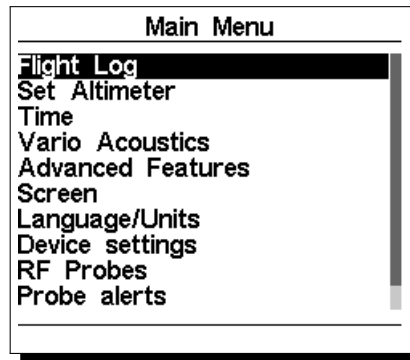 Main Menu
Flight Log
Set Altimeter
Time
Vario Acoustics
Advanced Features
Screen
Language/Units
Device settings
RF Probes
Probe alerts